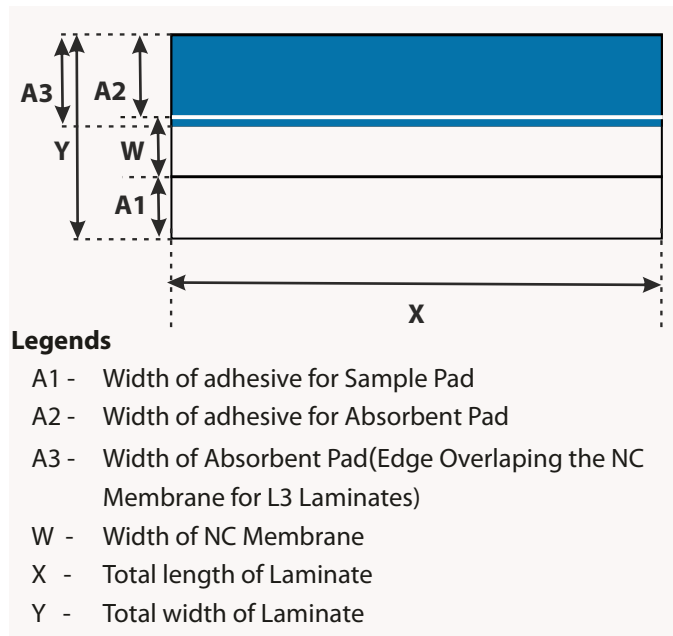 A3
A2
Y
W
A1
X
Legends
A1 - Width of adhesive for Sample Pad
A2 - Width of adhesive for Absorbent Pad
A3 - Width of Absorbent Pad(Edge Overlaping the NC
Membrane for L3 Laminates)
W - Width of NC Membrane
X - Total length of Laminate
Y - Total width of Laminate